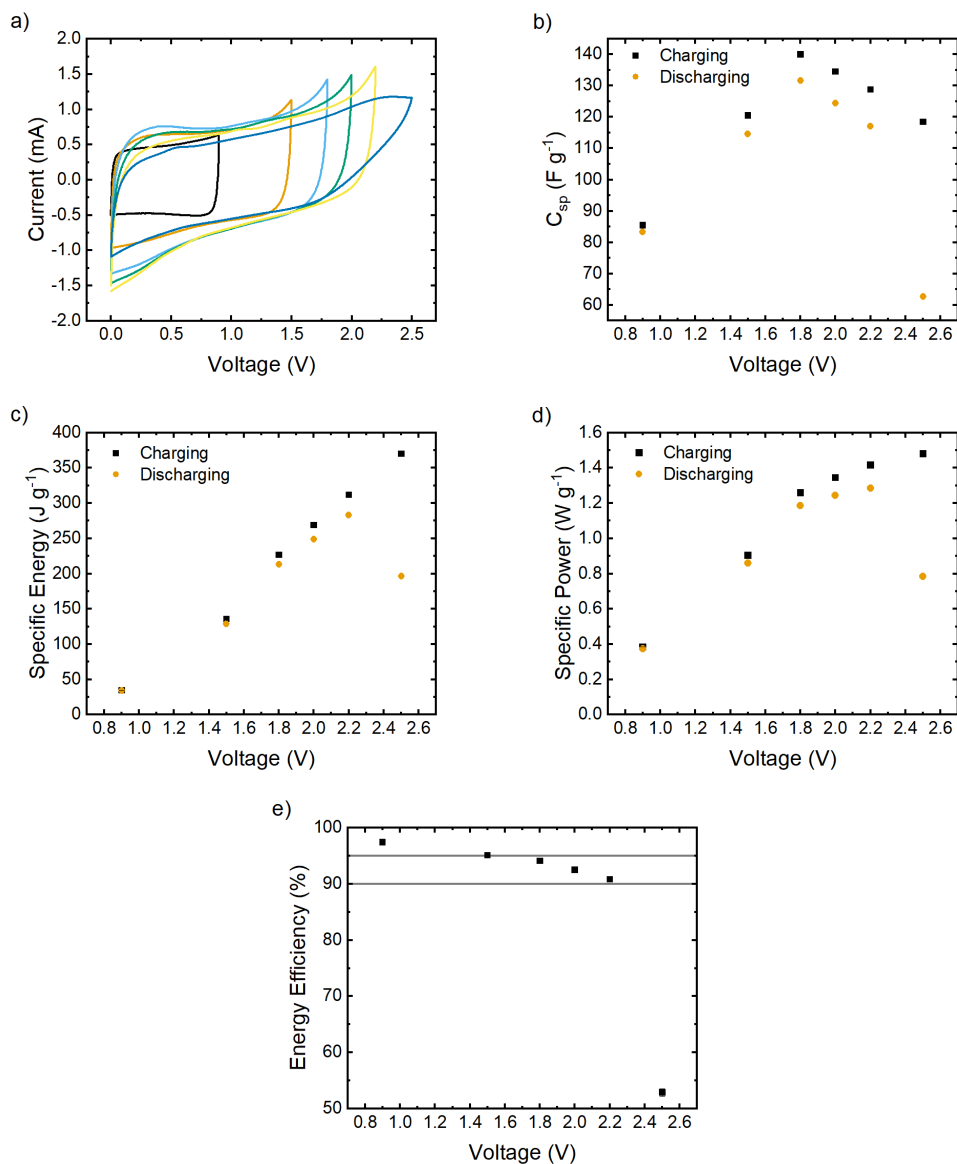 a)
2.0
1.5
1.0
0.5
0.0
-0.5
-1.0
-1.5
-2.0
Current (mA)
0.0 0.5 1.0 1.5 2.0 2.5
Voltage (V)
b)
Charging
Discharging
140
130
120
110
100
90
80
70
60
C_sp (F g⁻¹)
0.8 1.0 1.2 1.4 1.6 1.8 2.0 2.2 2.4 2.6
Voltage (V)
c)
Charging
Discharging
400
350
300
250
200
150
100
50
0
Specific Energy (J g⁻¹)
0.8 1.0 1.2 1.4 1.6 1.8 2.0 2.2 2.4 2.6
Voltage (V)
d)
Charging
Discharging
1.6
1.4
1.2
1.0
0.8
0.6
0.4
0.2
0.0
Specific Power (W g⁻¹)
0.8 1.0 1.2 1.4 1.6 1.8 2.0 2.2 2.4 2.6
Voltage (V)
e)
100
90
80
70
60
50
Energy Efficiency (%)
0.8 1.0 1.2 1.4 1.6 1.8 2.0 2.2 2.4 2.6
Voltage (V)